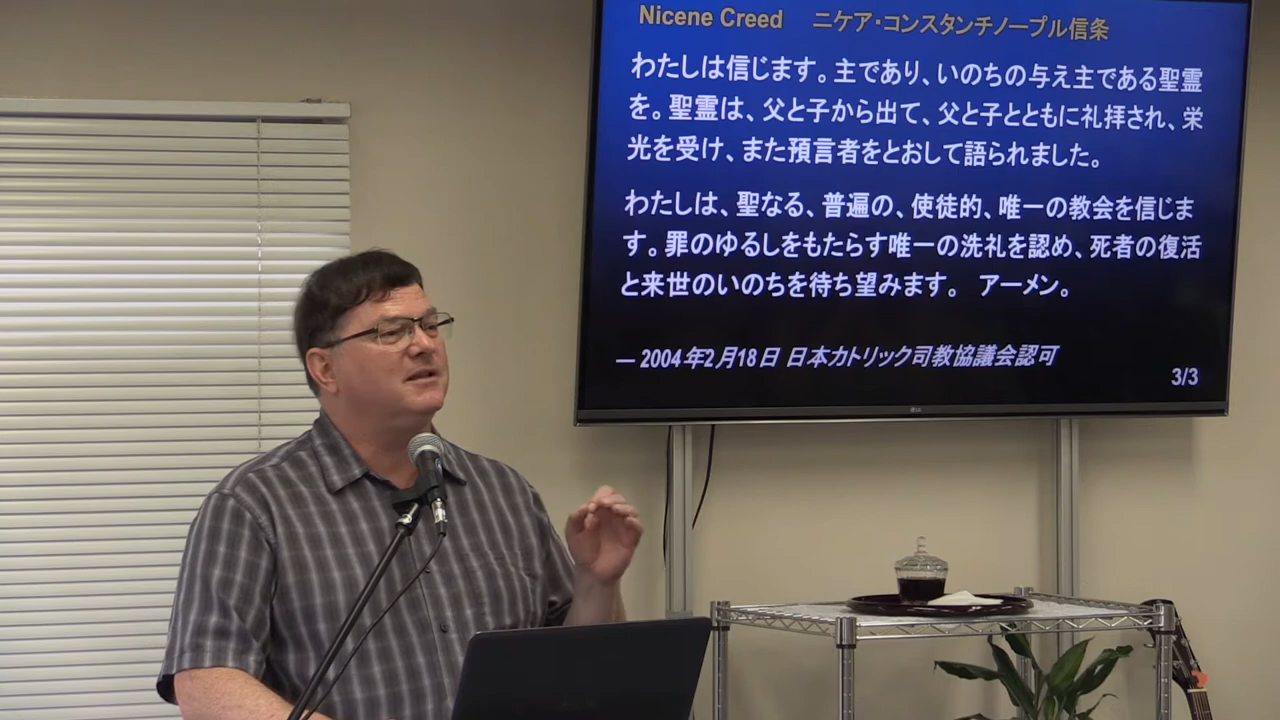 Nicene Creed ニケア・コンスタンチノープル信条
わたしは信じます。主であり、いのちの与え主である聖霊
を。聖霊は、父と子から出て、父と子とともに礼拝され、栄
光を受け、また預言者をとおして語られました。
わたしは、聖なる、普遍の、使徒的、唯一の教会を信じま
す。罪のゆるしをもたらす唯一の洗礼を認め、死者の復活
と来世のいのちを待ち望みます。 アーメン。
― 2004年2月18日 日本カトリック司教協議会認可
3/3
LG